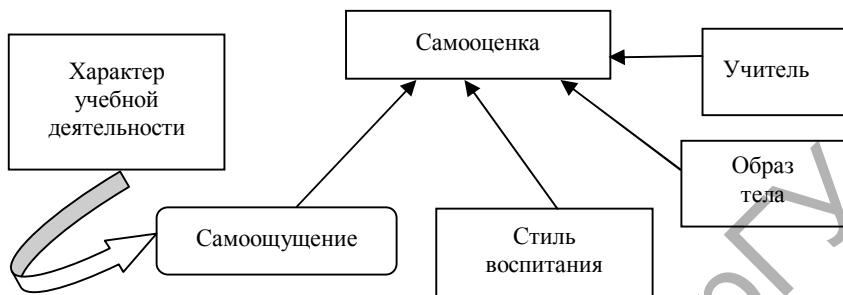 Самооценка
Характер
учебной
деятельности
Учитель
Образ
тела
Самоощущение
Стиль
воспитания